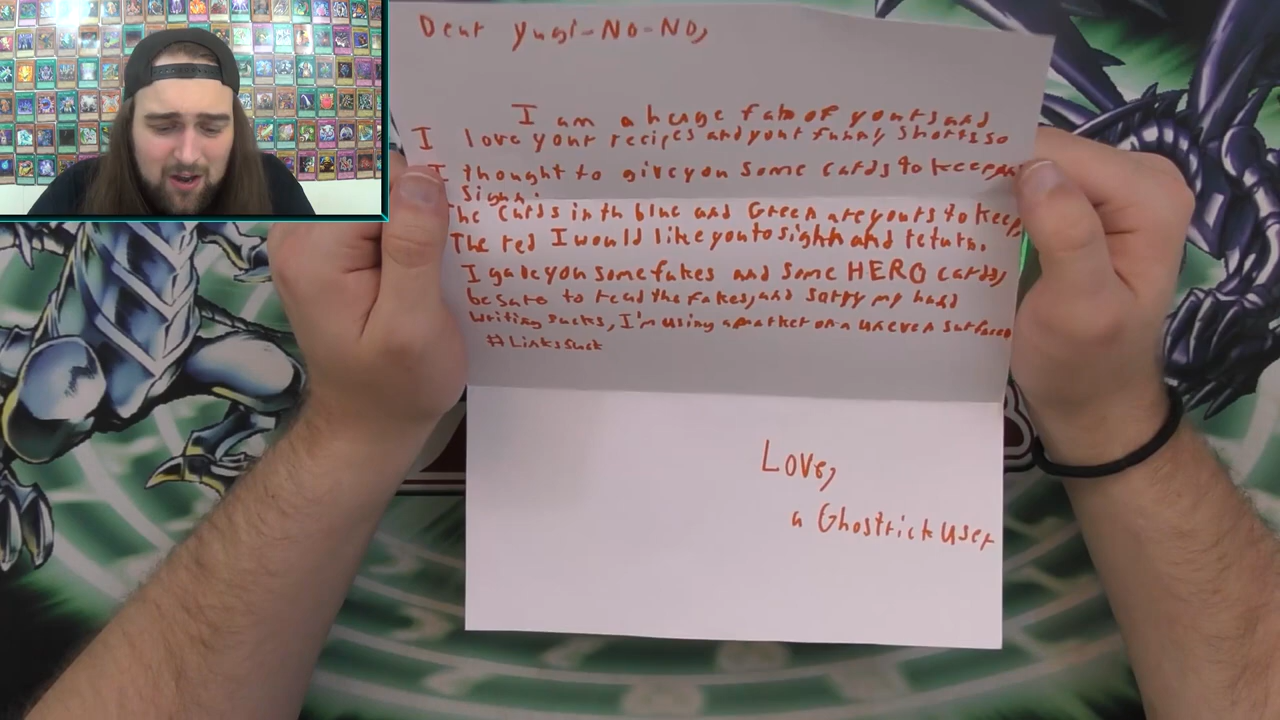 Dear Yugi-No-No,
I am a huge fan of yours and
I love your recipes and your funny shorts so
I thought to give you some cards to keep
sign.
The cards in th blue and Green are yours to keep,
The red I would like you to sighn and return.
I gave you some fakes and some HERO cards,
be sure to read the fakes, and sorry my hand
writing sucks, I'm using a marker on a uneven surface
#LinksSuck
Love,
a Ghostrick user